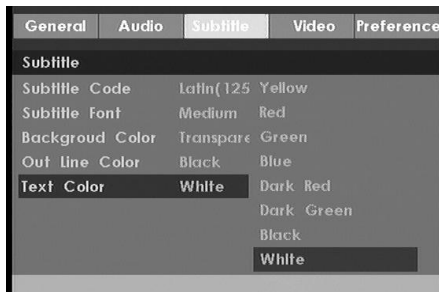 General Audio Subtitle Video Preference
Subtitle
Subtitle Code Latin(125 Yellow
Subtitle Font Medium Red
Backgroud Color Transpare Green
Out Line Color Black Blue
Text Color White Dark Red
Dark Green
Black
White